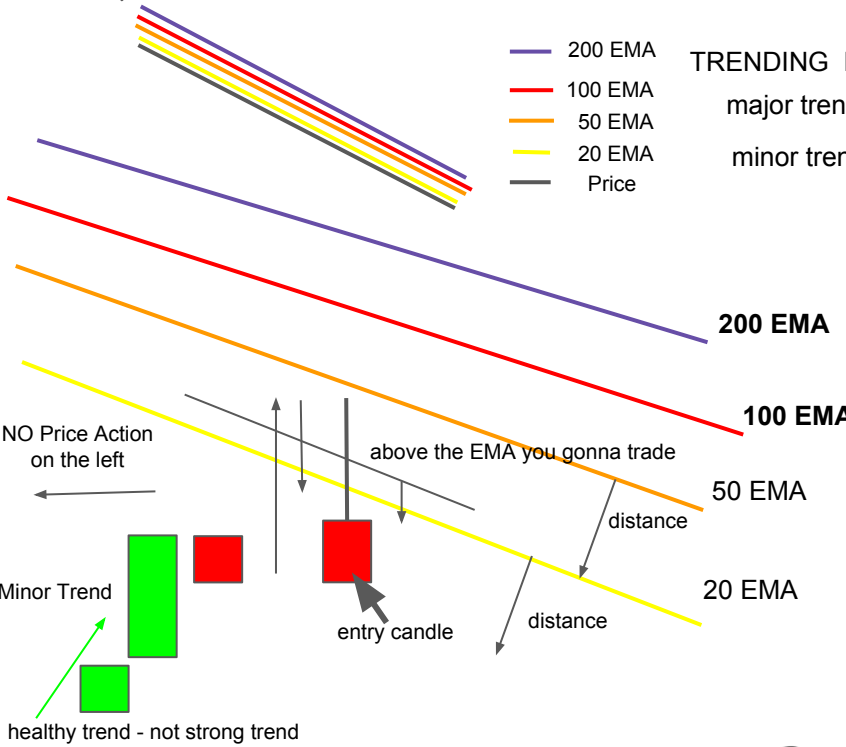 200 EMA
TRENDING
100 EMA
major tren
50 EMA
20 EMA
minor tren
Price
200 EMA
100 EMA
NO Price Action
on the left
above the EMA you gonna trade
50 EMA
distance
Minor Trend
20 EMA
entry candle
distance
healthy trend - not strong trend